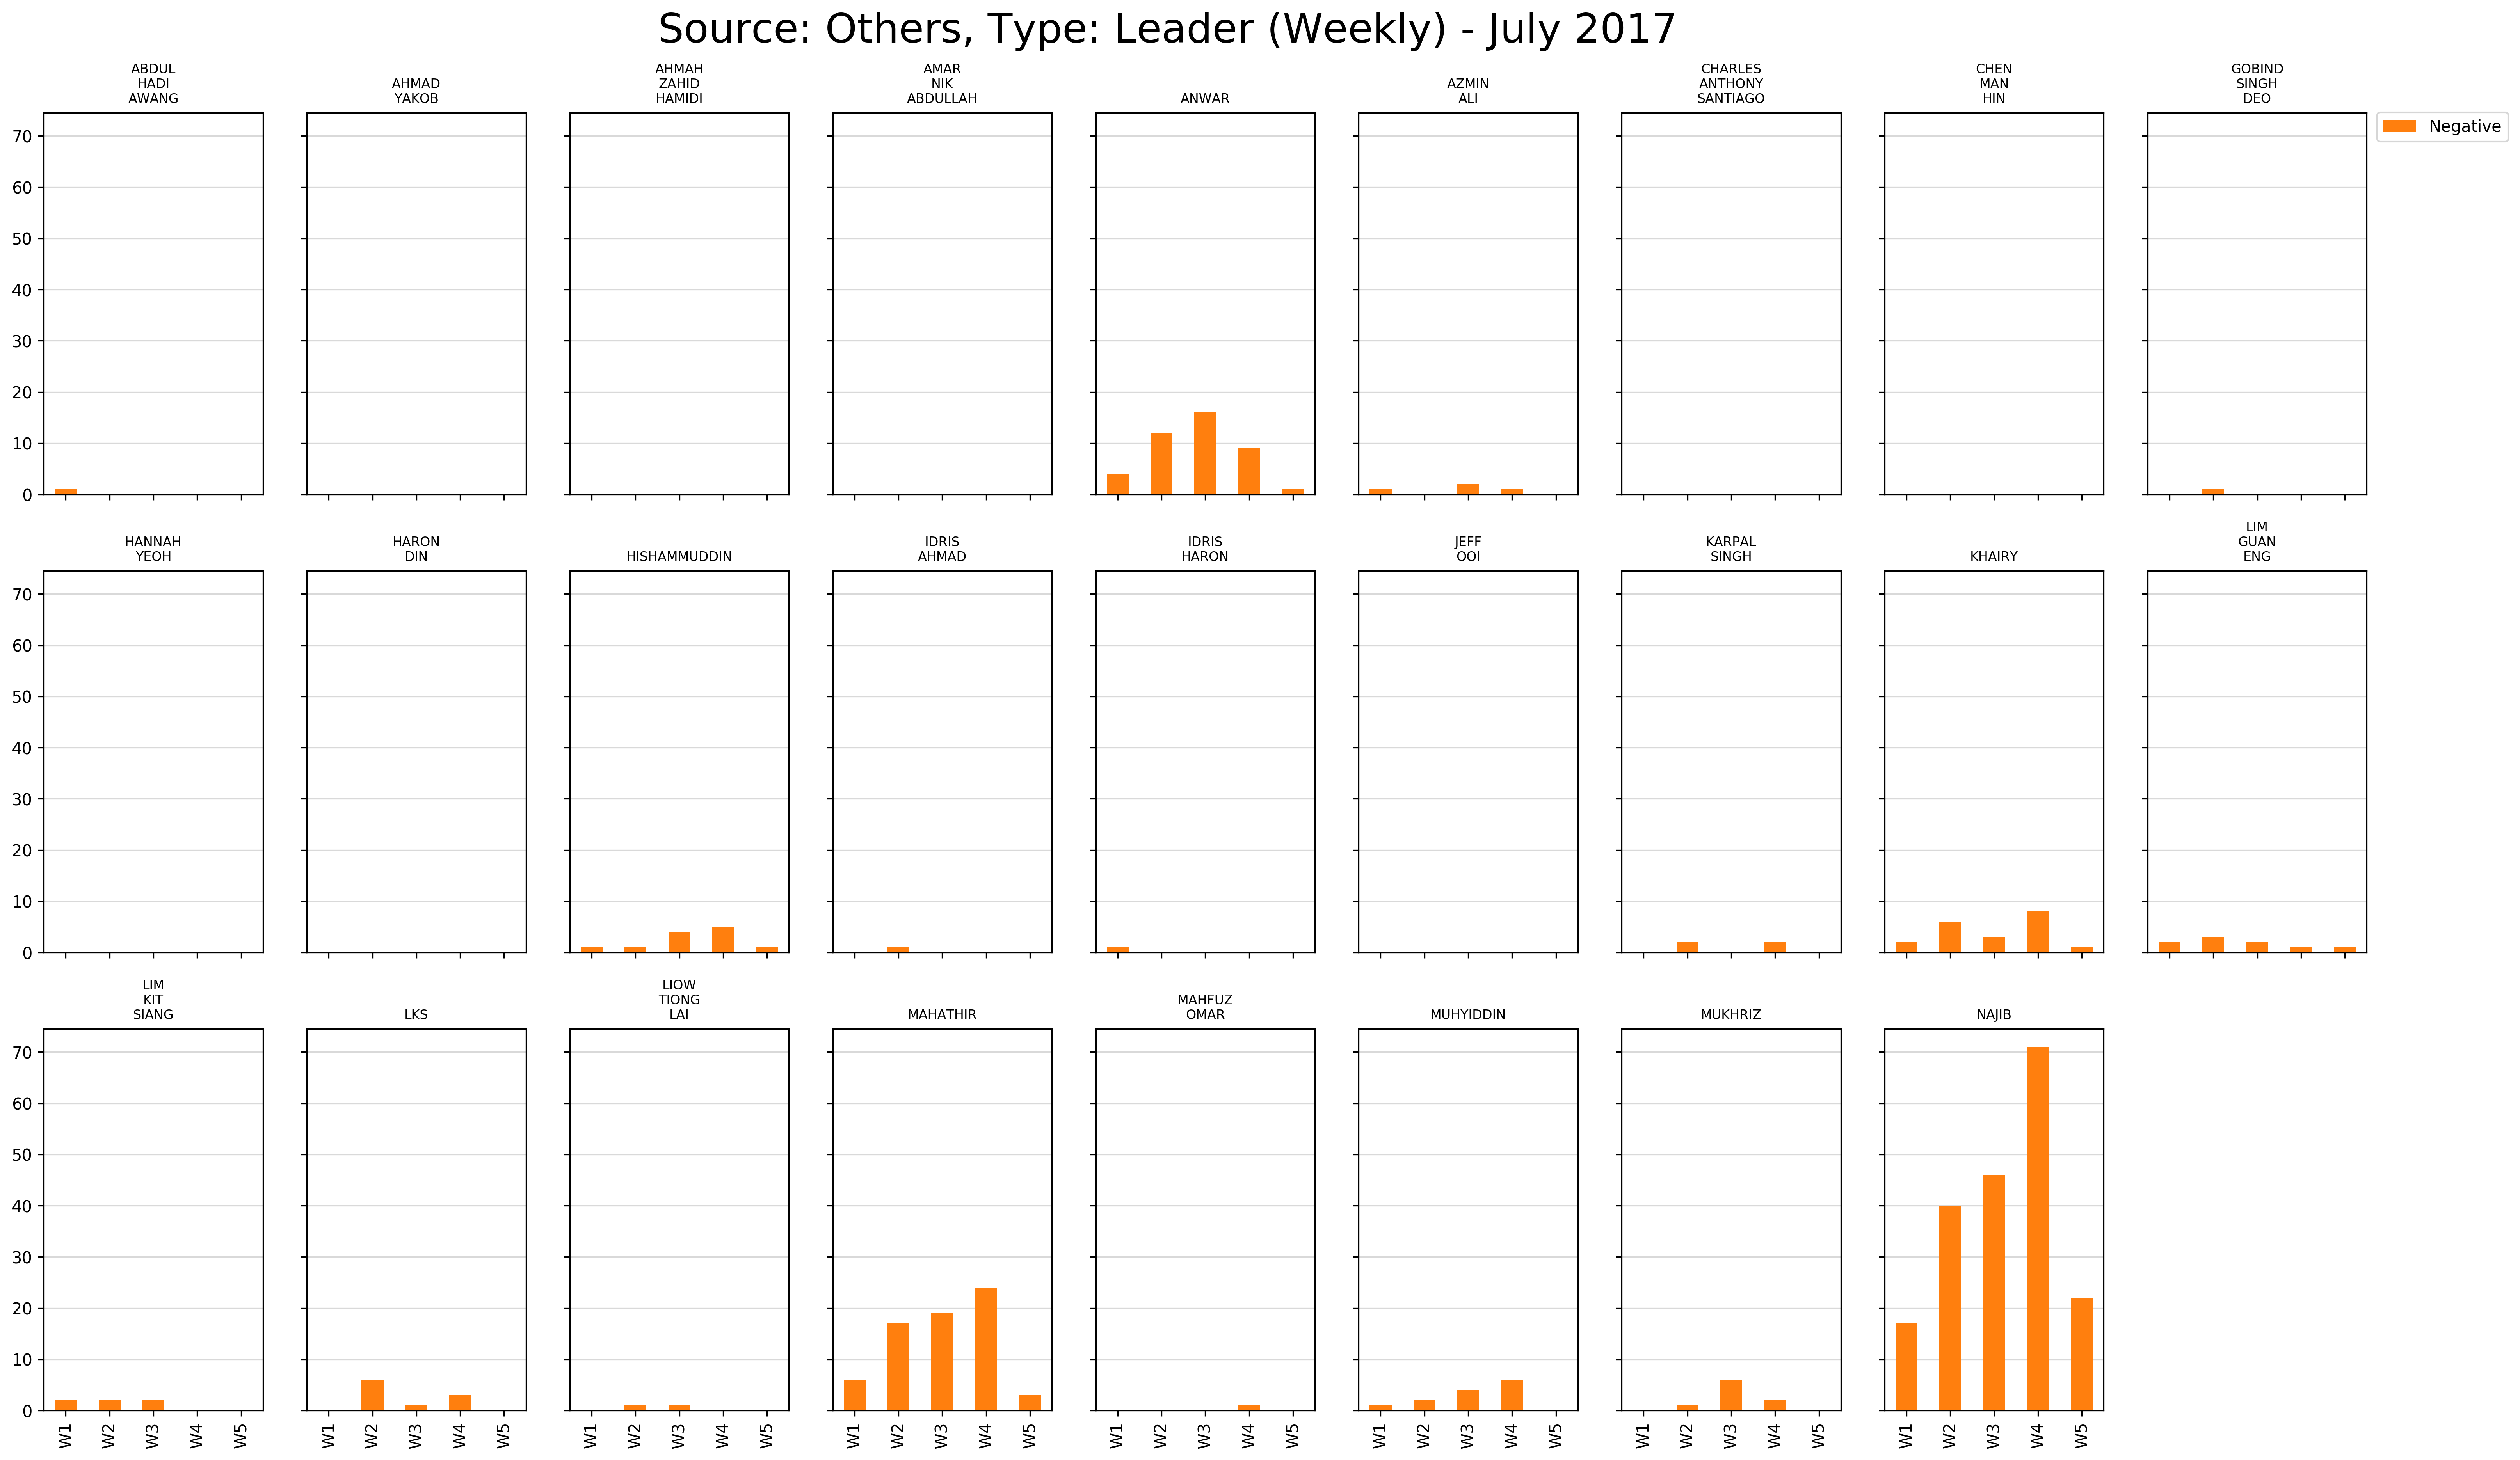 Source: Others, Type: Leader (Weekly) - July 2017
ABDUL
HADI
AWANG
AHMAD
YAKOB
AHMAH
ZAHID
HAMIDI
AMAR
NIK
ABDULLAH
ANWAR
AZMIN
ALI
CHARLES
ANTHONY
SANTIAGO
CHEN
MAN
HIN
GOBIND
SINGH
DEO
Negative
70
60
50
40
30
20
10
0
HANNAH
YEOH
HARON
DIN
HISHAMMUDDIN
IDRIS
AHMAD
IDRIS
HARON
JEFF
OOI
KARPAL
SINGH
KHAIRY
LIM
GUAN
ENG
70
60
50
40
30
20
10
0
LIM
KIT
SIANG
LKS
LIOW
TIONG
LAI
MAHATHIR
MAHFUZ
OMAR
MUHYIDDIN
MUKHRIZ
NAJIB
70
60
50
40
30
20
10
0
W1 W2 W3 W4 W5
W1 W2 W3 W4 W5
W1 W2 W3 W4 W5
W1 W2 W3 W4 W5
W1 W2 W3 W4 W5
W1 W2 W3 W4 W5
W1 W2 W3 W4 W5
W1 W2 W3 W4 W5